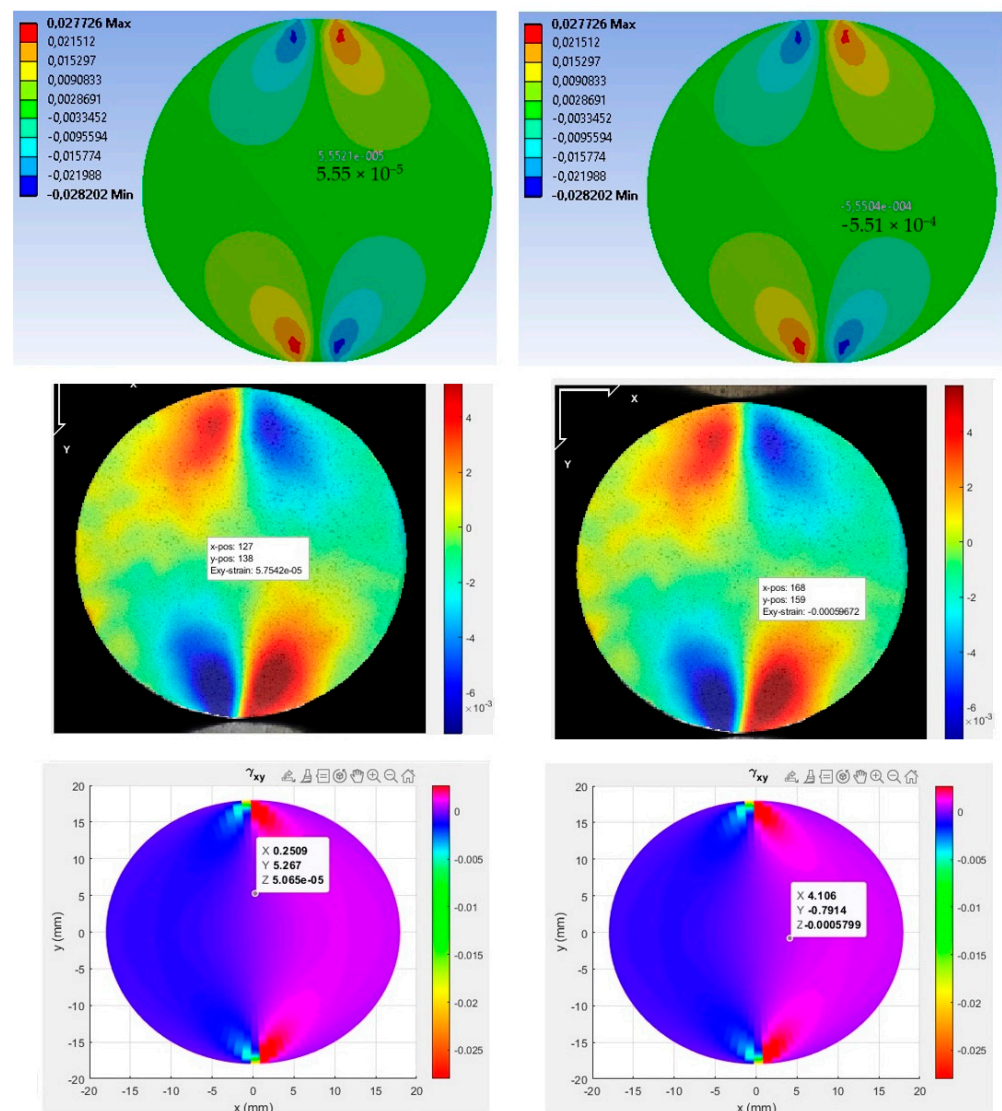 0,027726 Max
0,021512
0,015297
0,0090833
0,0028691
-0,0033452
-0,0095594
-0,015774
-0,021988
-0,028202 Min
5,5521e-005
5.55 × 10⁻⁵
0,027726 Max
0,021512
0,015297
0,0090833
0,0028691
-0,0033452
-0,0095594
-0,015774
-0,021988
-0,028202 Min
-5,5504e-004
-5.51 × 10⁻⁴
X
Y
x-pos: 127
y-pos: 138
Exy-strain: 5.7542e-05
4
2
0
-2
-4
-6
× 10⁻³
X
Y
x-pos: 168
y-pos: 159
Exy-strain: -0.00059672
4
2
0
-2
-4
-6
× 10⁻³
γxy
20
15
10
5
0
-5
-10
-15
-20
y (mm)
X 0.2509
Y 5.267
Z 5.065e-05
-20 -15 -10 -5 0 5 10 15 20
x (mm)
0
-0.005
-0.01
-0.015
-0.02
-0.025
γxy
20
15
10
5
0
-5
-10
-15
-20
y (mm)
X 4.106
Y -0.7914
Z -0.0005799
-20 -15 -10 -5 0 5 10 15 20
x (mm)
0
-0.005
-0.01
-0.015
-0.02
-0.025